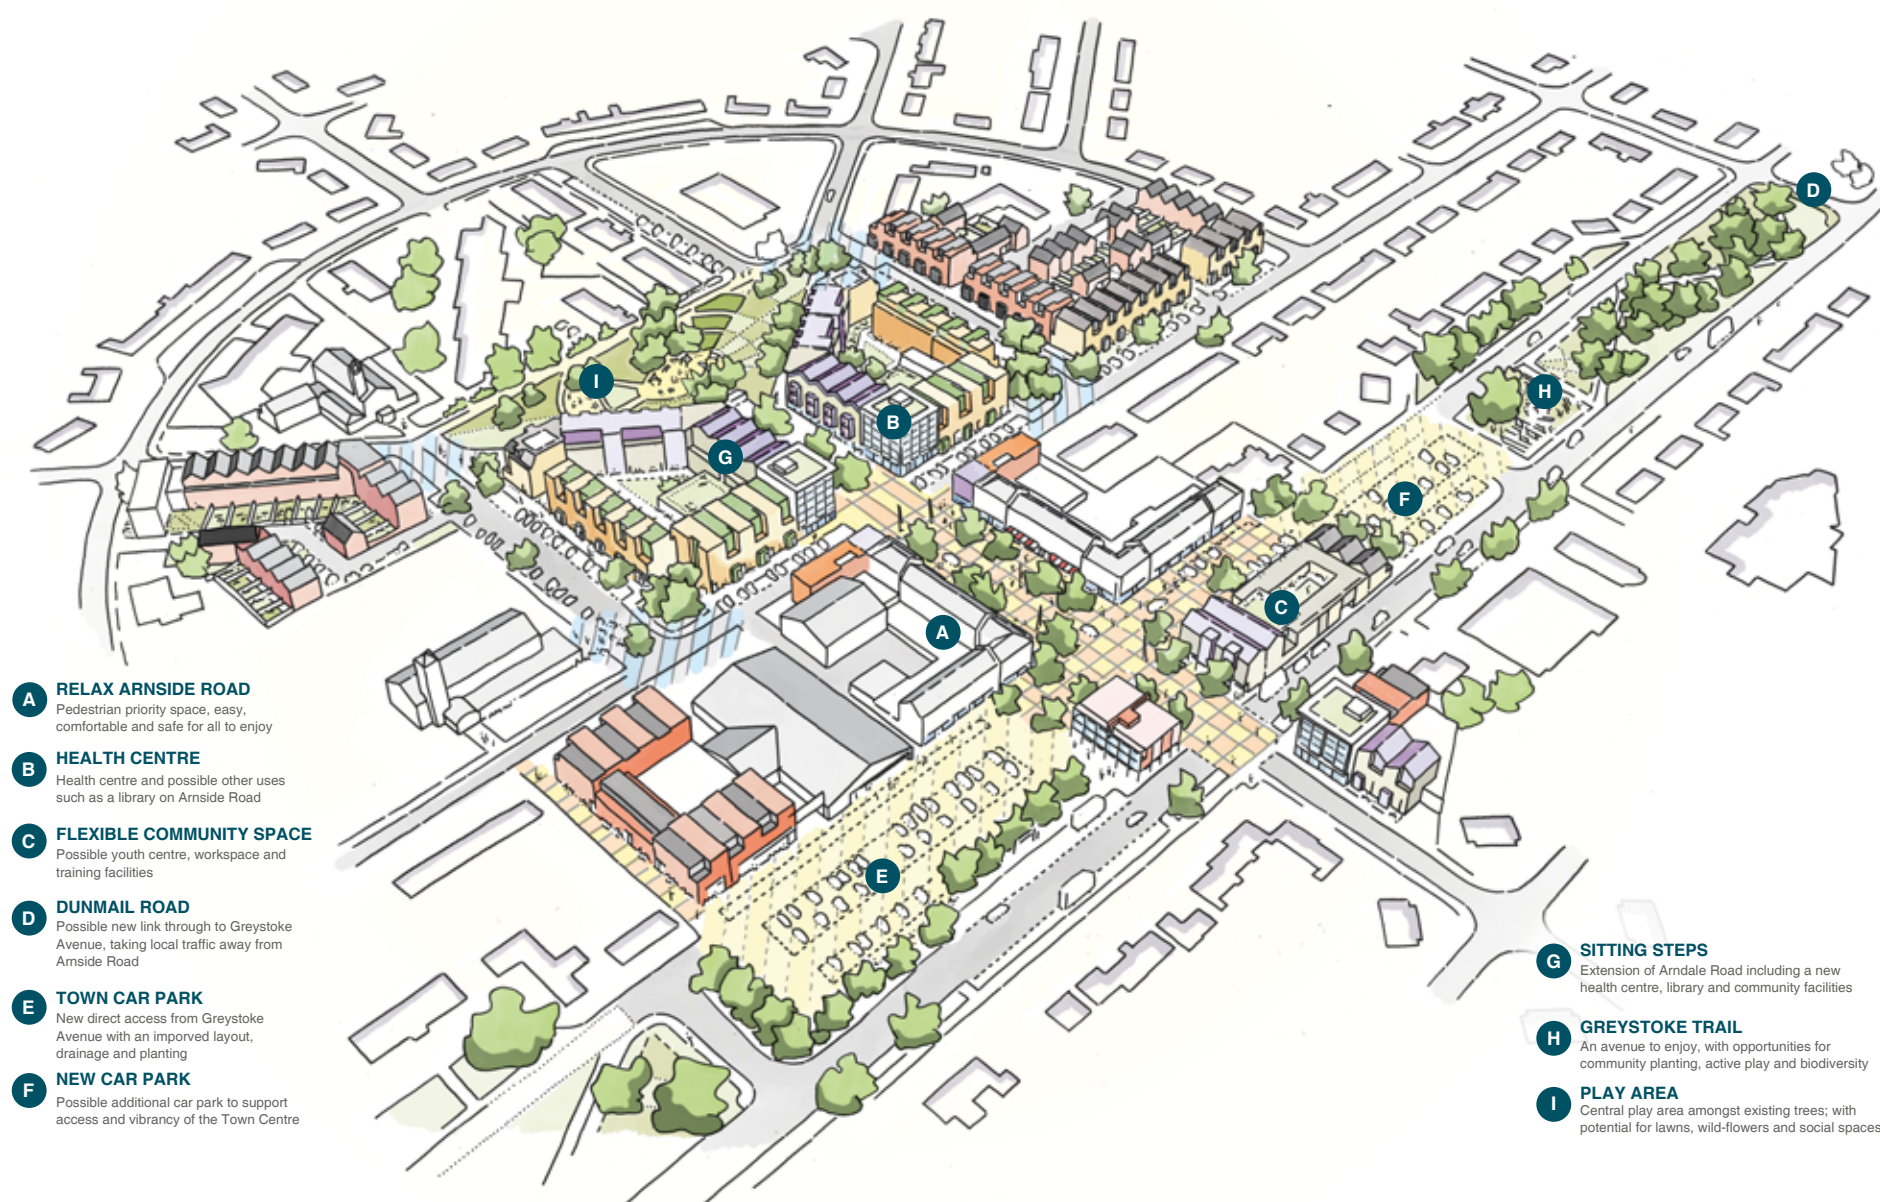 D
I
H
B
G
F
C
A
E
A RELAX ARNSIDE ROAD
Pedestrian priority space, easy,
comfortable and safe for all to enjoy
B HEALTH CENTRE
Health centre and possible other uses
such as a library on Arnside Road
C FLEXIBLE COMMUNITY SPACE
Possible youth centre, workspace and
training facilities
D DUNMAIL ROAD
Possible new link through to Greystoke
Avenue, taking local traffic away from
Arnside Road
E TOWN CAR PARK
New direct access from Greystoke
Avenue with an imporved layout,
drainage and planting
F NEW CAR PARK
Possible additional car park to support
access and vibrancy of the Town Centre
G SITTING STEPS
Extension of Arndale Road including a new
health centre, library and community facilities
H GREYSTOKE TRAIL
An avenue to enjoy, with opportunities for
community planting, active play and biodiversity
I PLAY AREA
Central play area amongst existing trees; with
potential for lawns, wild-flowers and social spaces